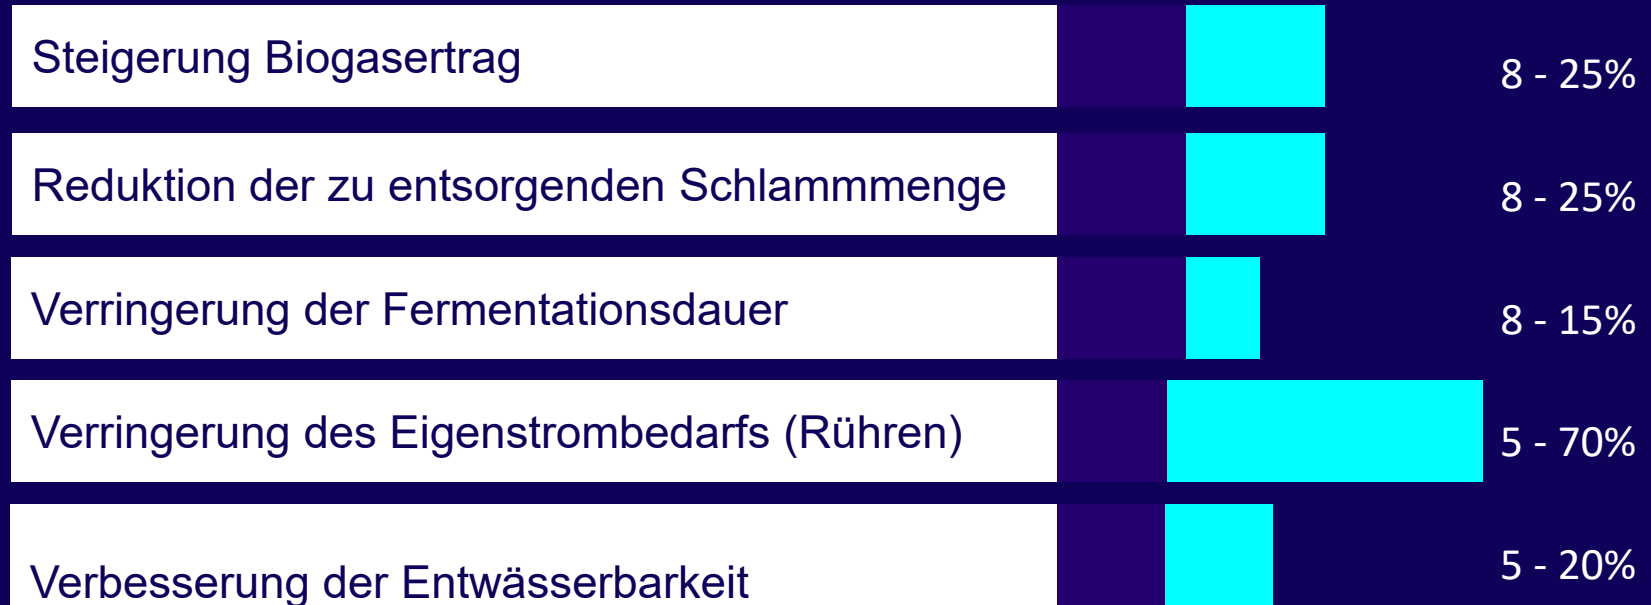 Steigerung Biogasertrag
8 - 25%
Reduktion der zu entsorgenden Schlammmenge
8 - 25%
Verringerung der Fermentationsdauer
8 - 15%
Verringerung des Eigenstrombedarfs (Rühren)
5 - 70%
Verbesserung der Entwässerbarkeit
5 - 20%